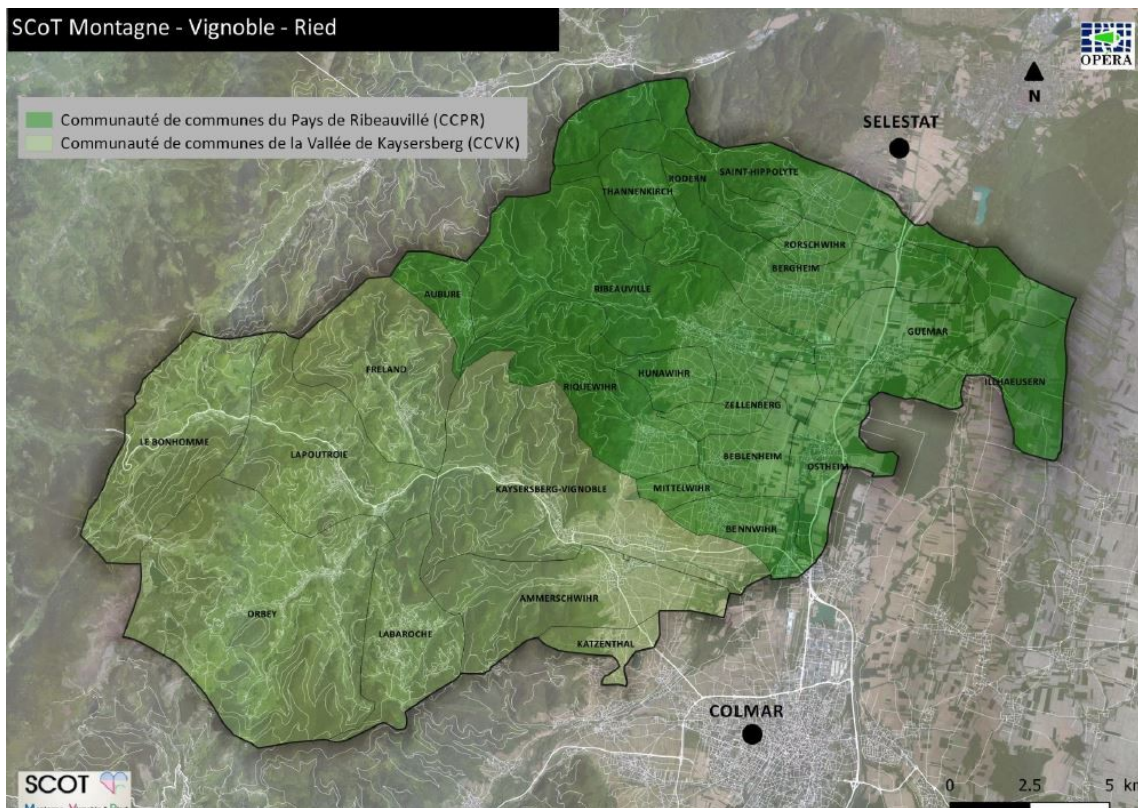 SCoT Montagne - Vignoble - Ried
OPERA
N
Communauté de communes du Pays de Ribeauvillé (CCPR)
Communauté de communes de la Vallée de Kaysersberg (CCVK)
SELESTAT
SAINT-HIPPOLYTE
RODERN
THANNENKIRCH
RORSCHWIHR
BERGHEIM
AUBURE
RIBEAUVILLE
GUEMAR
FRELAND
HUNAWIHR
RIQUEWIHR
ILLHAEUSERN
ZELLENBERG
LE BONHOMME
LAPOUTROIE
BEBLENHEIM
OSTHEIM
KAYSERSBERG-VIGNOBLE
MITTELWIHR
BENNWIHR
AMMERSCHWIHR
ORBEY
LABAROCHE
KATZENTHAL
COLMAR
SCOT
0 2.5 5 km